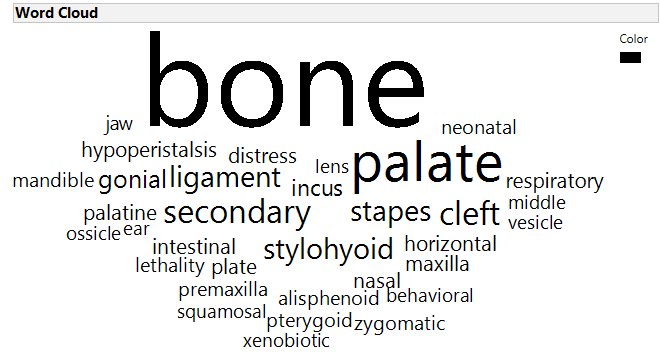 Word Cloud
Color
bone
jaw
neonatal
hypoperistalsis
distress
lens
palate
mandible
gonial
ligament
incus
respiratory
palatine
secondary
stapes
cleft
middle
vesicle
ossicle
ear
intestinal
stylohyoid
horizontal
lethality
plate
maxilla
nasal
premaxilla
alisphenoid
behavioral
squamosal
pterygoid
zygomatic
xenobiotic